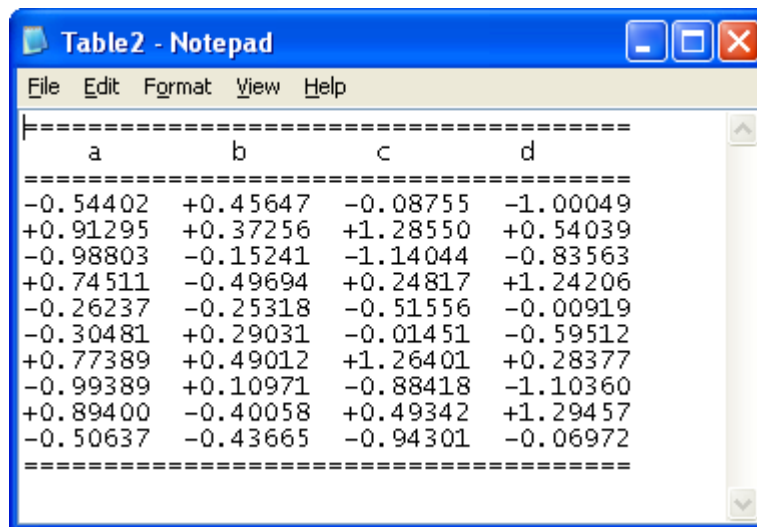 Table2 - Notepad
File Edit Format View Help
======================================
a b c d
======================================
-0.54402 +0.45647 -0.08755 -1.00049
+0.91295 +0.37256 +1.28550 +0.54039
-0.98803 -0.15241 -1.14044 -0.83563
+0.74511 -0.49694 +0.24817 +1.24206
-0.26237 -0.25318 -0.51556 -0.00919
-0.30481 +0.29031 -0.01451 -0.59512
+0.77389 +0.49012 +1.26401 +0.28377
-0.99389 +0.10971 -0.88418 -1.10360
+0.89400 -0.40058 +0.49342 +1.29457
-0.50637 -0.43665 -0.94301 -0.06972
======================================